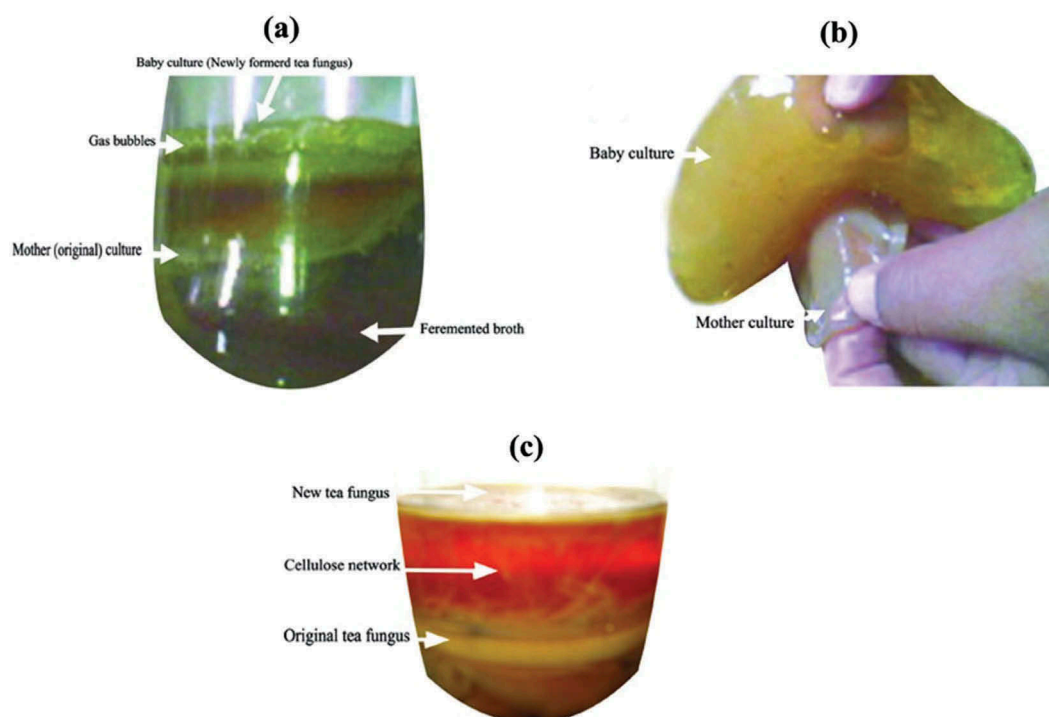 (a)
Baby culture (Newly formerd tea fungus)
Gas bubbles
Mother (original) culture
Feremented broth
(b)
Baby culture
Mother culture
(c)
New tea fungus
Cellulose network
Original tea fungus